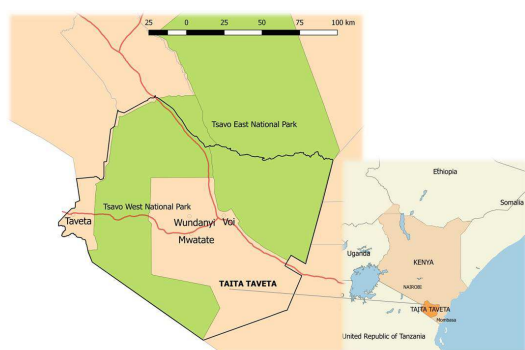 25 0 25 50 75 100 km
Tsavo East National Park
Tsavo West National Park
Taveta
Wundanyi Voi
Mwatate
TAITA TAVETA
Ethiopia
Somalia
Uganda
KENYA
NAIROBI
TAITA TAVETA
Mombasa
United Republic of Tanzania